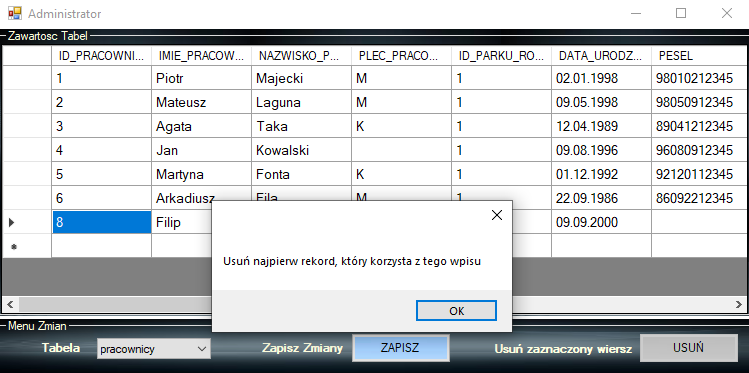 Administrator
Zawartosc Tabel
ID_PRACOWNI... IMIE_PRACOW... NAZWISKO_P... PLEC_PRACO... ID_PARKU_RO... DATA_URODZ... PESEL
1 Piotr Majecki M 1 02.01.1998 98010212345
2 Mateusz Laguna M 1 09.05.1998 98050912345
3 Agata Taka K 1 12.04.1989 89041212345
4 Jan Kowalski 1 09.08.1996 96080912345
5 Martyna Fonta K 1 01.12.1992 92120112345
6 Arkadiusz Fila M 1 22.09.1986 86092212345
8 Filip 09.09.2000
Usuń najpierw rekord, który korzysta z tego wpisu
OK
Menu Zmian
Tabela pracownicy Zapisz Zmiany ZAPISZ Usuń zaznaczony wiersz USUŃ